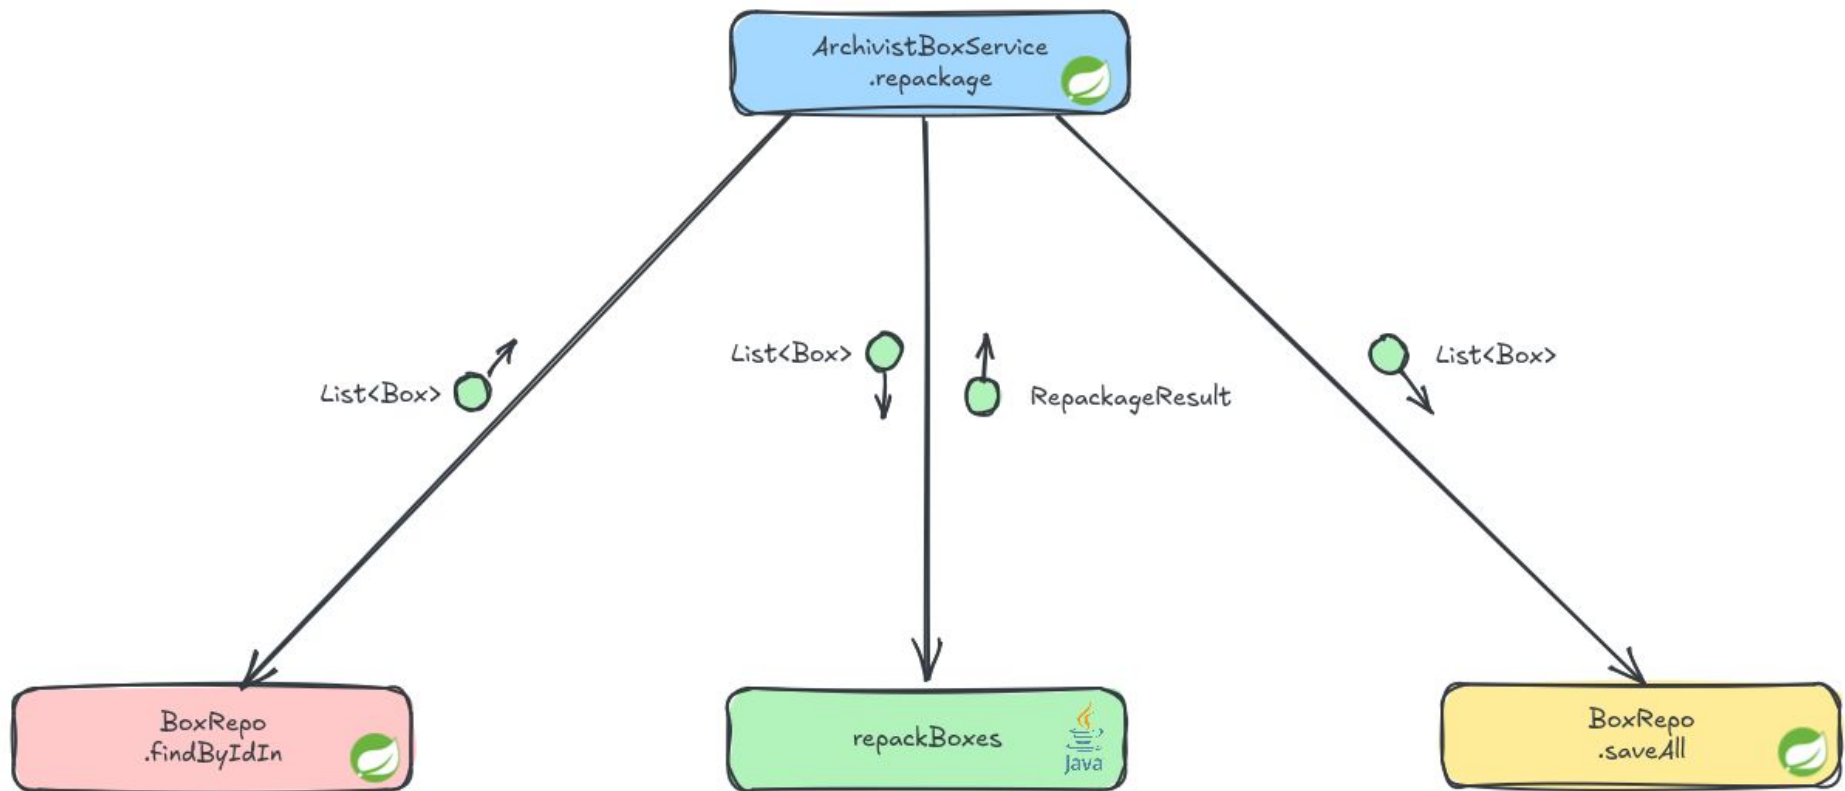 ArchivistBoxService
.repackage
List<Box>
List<Box>
RepackageResult
List<Box>
BoxRepo
.findByIdIn
repackBoxes
Java
BoxRepo
.saveAll